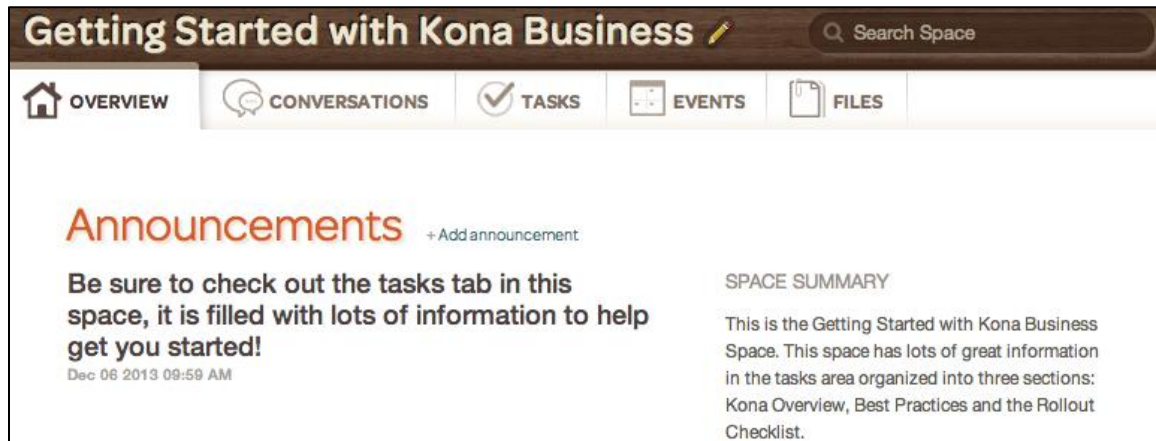 Getting Started with Kona Business
Search Space
OVERVIEW
CONVERSATIONS
TASKS
EVENTS
FILES
Announcements
+Add announcement
Be sure to check out the tasks tab in this
space, it is filled with lots of information to help
get you started!
Dec 06 2013 09:59 AM
SPACE SUMMARY
This is the Getting Started with Kona Business
Space. This space has lots of great information
in the tasks area organized into three sections:
Kona Overview, Best Practices and the Rollout
Checklist.